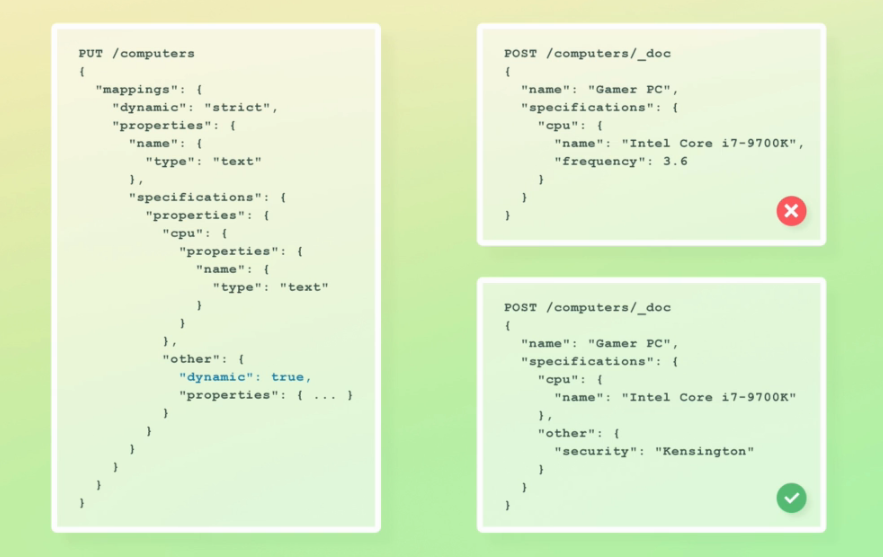 PUT /computers
{
  "mappings": {
    "dynamic": "strict",
    "properties": {
      "name": {
        "type": "text"
      },
      "specifications": {
        "properties": {
          "cpu": {
            "properties": {
              "name": {
                "type": "text"
              }
            }
          },
          "other": {
            "dynamic": true,
            "properties": { ... }
          }
        }
      }
    }
  }
}
POST /computers/_doc
{
  "name": "Gamer PC",
  "specifications": {
    "cpu": {
      "name": "Intel Core i7-9700K",
      "frequency": 3.6
    }
  }
}
POST /computers/_doc
{
  "name": "Gamer PC",
  "specifications": {
    "cpu": {
      "name": "Intel Core i7-9700K"
    },
    "other": {
      "security": "Kensington"
    }
  }
}